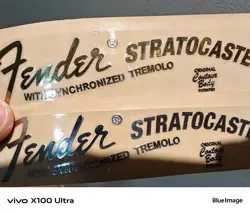 Fender® STRATOCASTE
WITH SYNCHRONIZED TREMOLO
ORIGINAL
Contour
Body
Fender® STRATOCAS
WITH SYNCHRONIZED TREMOLO
ORIGINAL
Contour
Body
vivo X100 Ultra
BlueImage